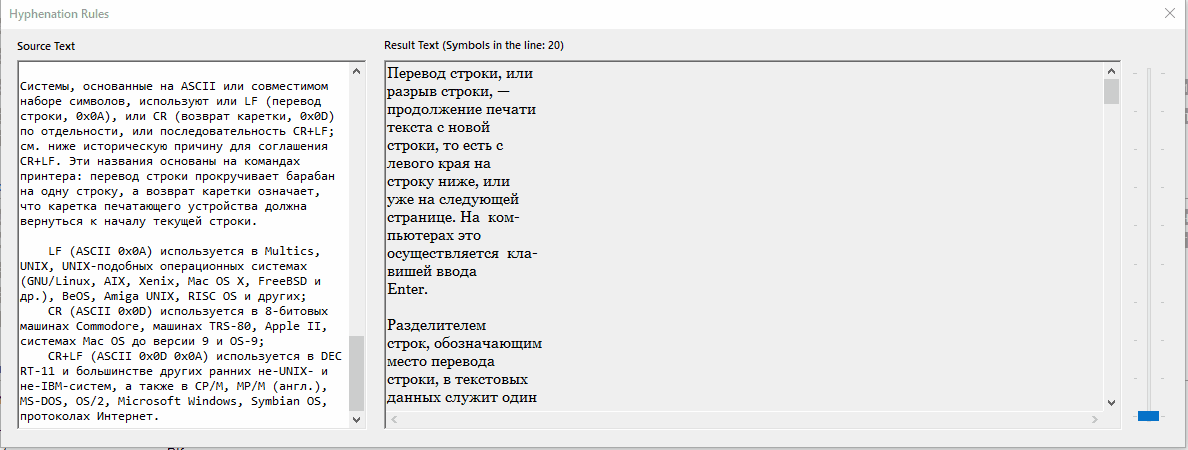 Hyphenation Rules
Source Text
Системы, основанные на ASCII или совместимом
наборе символов, используют или LF (перевод
строки, 0x0A), или CR (возврат каретки, 0x0D)
по отдельности, или последовательность CR+LF;
см. ниже историческую причину для соглашения
CR+LF. Эти названия основаны на командах
принтера: перевод строки прокручивает барабан
на одну строку, а возврат каретки означает,
что каретка печатающего устройства должна
вернуться к началу текущей строки.
LF (ASCII 0x0A) используется в Multics,
UNIX, UNIX-подобных операционных системах
(GNU/Linux, AIX, Xenix, Mac OS X, FreeBSD и
др.), BeOS, Amiga UNIX, RISC OS и других;
CR (ASCII 0x0D) используется в 8-битовых
машинах Commodore, машинах TRS-80, Apple II,
системах Mac OS до версии 9 и OS-9;
CR+LF (ASCII 0x0D 0x0A) используется в DEC
RT-11 и большинстве других ранних не-UNIX- и
не-IBM-систем, а также в CP/M, MP/M (англ.),
MS-DOS, OS/2, Microsoft Windows, Symbian OS,
протоколах Интернет.
Result Text (Symbols in the line: 20)
Перевод строки, или
разрыв строки, —
продолжение печати
текста с новой
строки, то есть с
левого края на
строку ниже, или
уже на следующей
странице. На  ком-
пьютерах это
осуществляется  кла-
вишей ввода
Enter.
Разделителем
строк, обозначающим
место перевода
строки, в текстовых
данных служит один